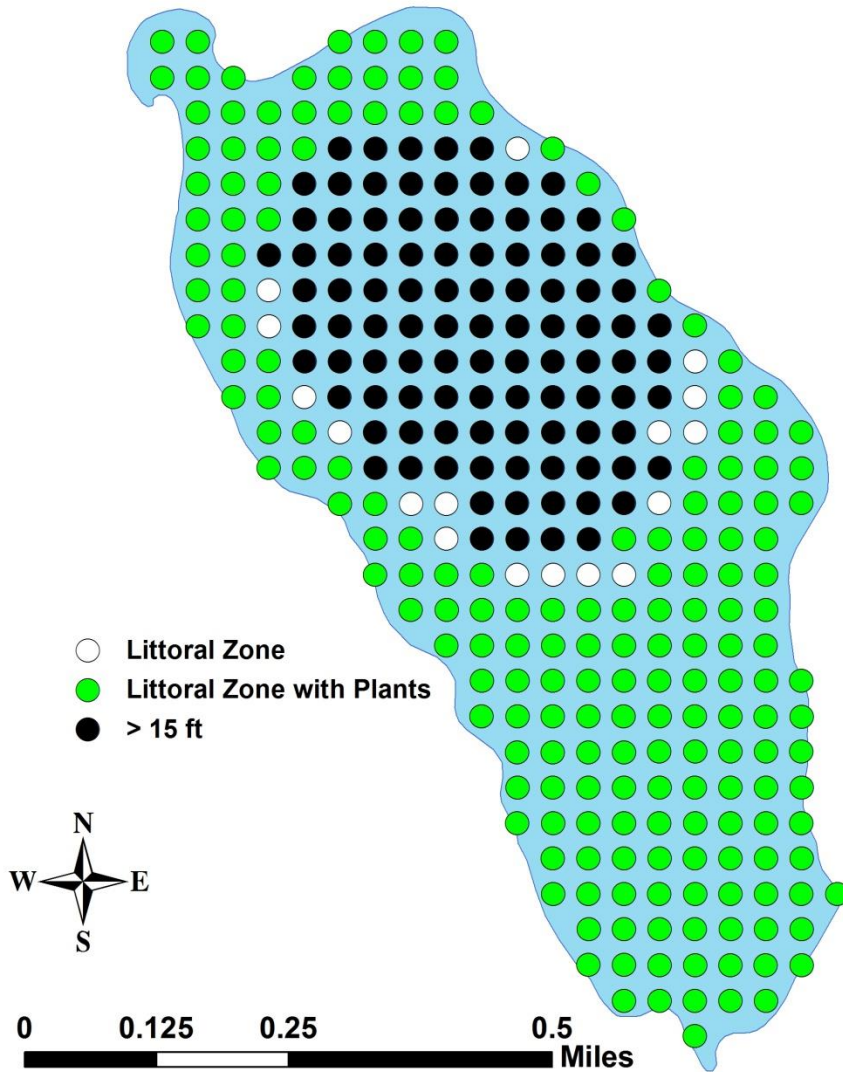 Littoral Zone
Littoral Zone with Plants
> 15 ft
N
W E
S
0 0.125 0.25 0.5
Miles